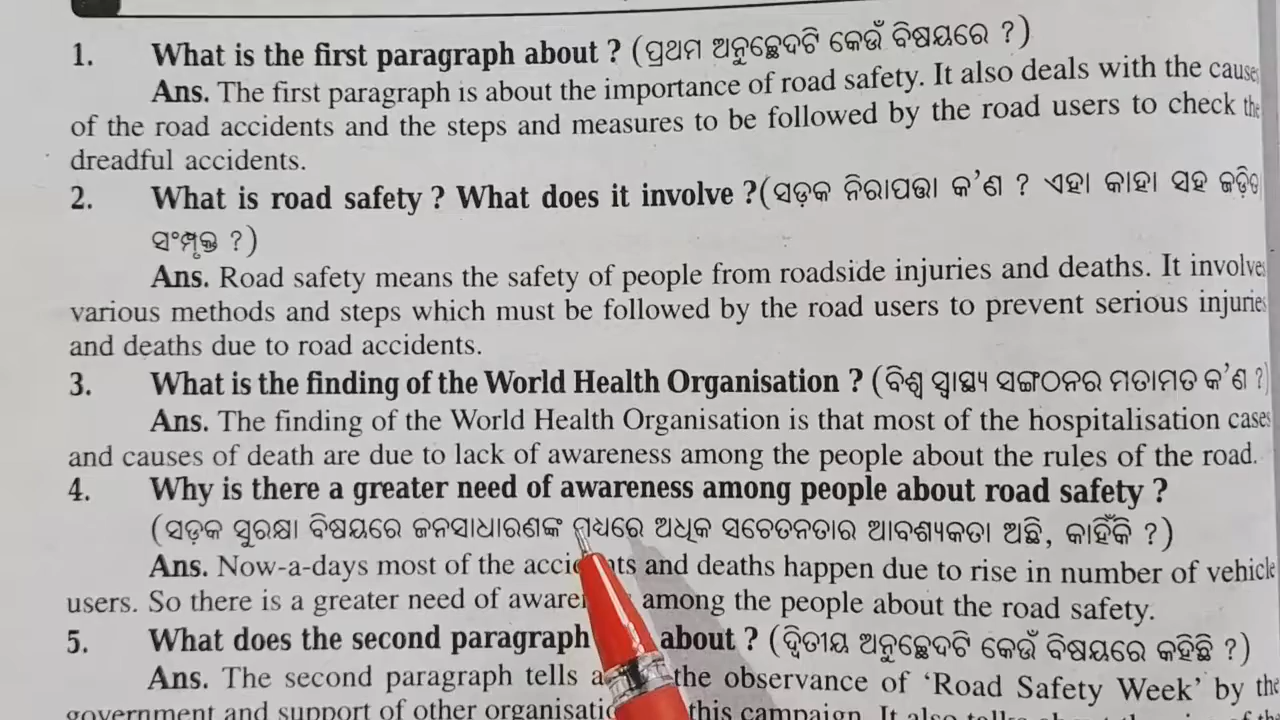 1. What is the first paragraph about ? (ପ୍ରଥମ ଅନୁଚ୍ଛେଦଟି କେଉଁ ବିଷୟରେ ?)
Ans. The first paragraph is about the importance of road safety. It also deals with the cause
of the road accidents and the steps and measures to be followed by the road users to check the
dreadful accidents.
2. What is road safety ? What does it involve ?(ସଡ଼କ ନିରାପତ୍ତା କ'ଣ ? ଏହା କାହା ସହ ଜଡ଼ିତ
ସଂପୃକ୍ତ ?)
Ans. Road safety means the safety of people from roadside injuries and deaths. It involves
various methods and steps which must be followed by the road users to prevent serious injuries
and deaths due to road accidents.
3. What is the finding of the World Health Organisation ? (ବିଶ୍ୱ ସ୍ୱାସ୍ଥ୍ୟ ସଙ୍ଗଠନର ମତାମତ କ'ଣ ?)
Ans. The finding of the World Health Organisation is that most of the hospitalisation cases
and causes of death are due to lack of awareness among the people about the rules of the road.
4. Why is there a greater need of awareness among people about road safety ?
(ସଡ଼କ ସୁରକ୍ଷା ବିଷୟରେ ଜନସାଧାରଣଙ୍କ ମଧ୍ୟରେ ଅଧିକ ସଚେତନତାର ଆବଶ୍ୟକତା ଅଛି, କାହିଁକି ?)
Ans. Now-a-days most of the accidents and deaths happen due to rise in number of vehicle
users. So there is a greater need of among the people about the road safety.
5. What does the second paragraph about ? (ଦ୍ୱିତୀୟ ଅନୁଚ୍ଛେଦଟି କେଉଁ ବିଷୟରେ କହିଛି ?)
Ans. The second paragraph tells the observance of 'Road Safety Week' by the
government and support of other this campaign. It also